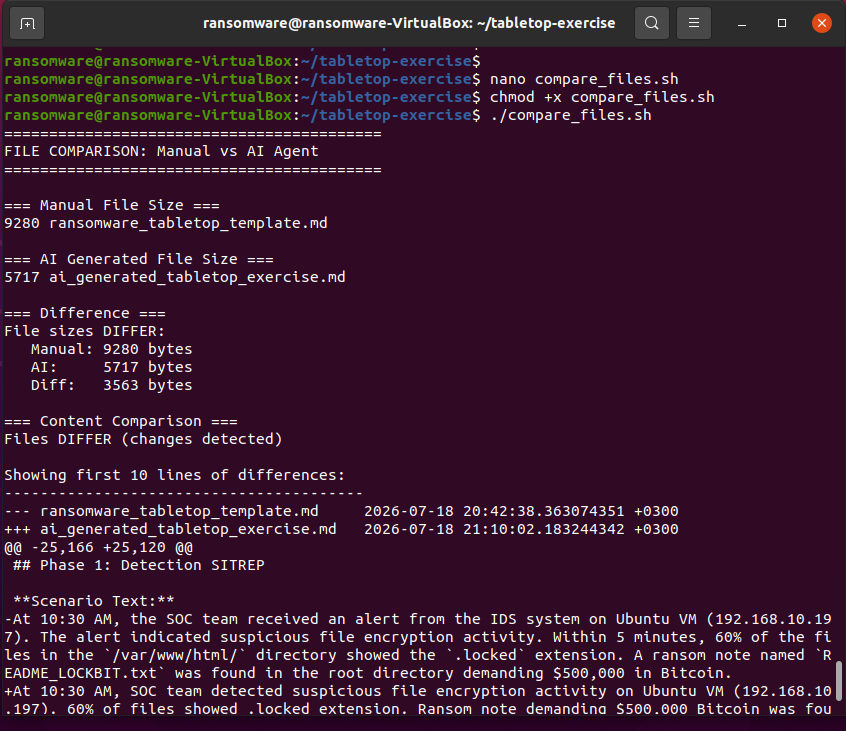 ransomware@ransomware-VirtualBox: ~/tabletop-exercise
ransomware@ransomware-VirtualBox:~/tabletop-exercise$
ransomware@ransomware-VirtualBox:~/tabletop-exercise$ nano compare_files.sh
ransomware@ransomware-VirtualBox:~/tabletop-exercise$ chmod +x compare_files.sh
ransomware@ransomware-VirtualBox:~/tabletop-exercise$ ./compare_files.sh
==========================================
FILE COMPARISON: Manual vs AI Agent
==========================================
=== Manual File Size ===
9280 ransomware_tabletop_template.md
=== AI Generated File Size ===
5717 ai_generated_tabletop_exercise.md
=== Difference ===
File sizes DIFFER:
   Manual: 9280 bytes
   AI:     5717 bytes
   Diff:   3563 bytes
=== Content Comparison ===
Files DIFFER (changes detected)
Showing first 10 lines of differences:
----------------------------------------
--- ransomware_tabletop_template.md     2026-07-18 20:42:38.363074351 +0300
+++ ai_generated_tabletop_exercise.md   2026-07-18 21:10:02.183244342 +0300
@@ -25,166 +25,120 @@
 ## Phase 1: Detection SITREP
 **Scenario Text:**
-At 10:30 AM, the SOC team received an alert from the IDS system on Ubuntu VM (192.168.10.19
7). The alert indicated suspicious file encryption activity. Within 5 minutes, 60% of the fi
les in the `/var/www/html/` directory showed the `.locked` extension. A ransom note named `R
EADME_LOCKBIT.txt` was found in the root directory demanding $500,000 in Bitcoin.
+At 10:30 AM, SOC team detected suspicious file encryption activity on Ubuntu VM (192.168.10
.197). 60% of files showed .locked extension. Ransom note demanding $500,000 Bitcoin was fou